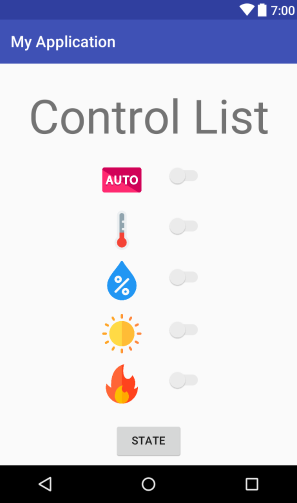 7:00
My Application
Control List
AUTO
%
STATE